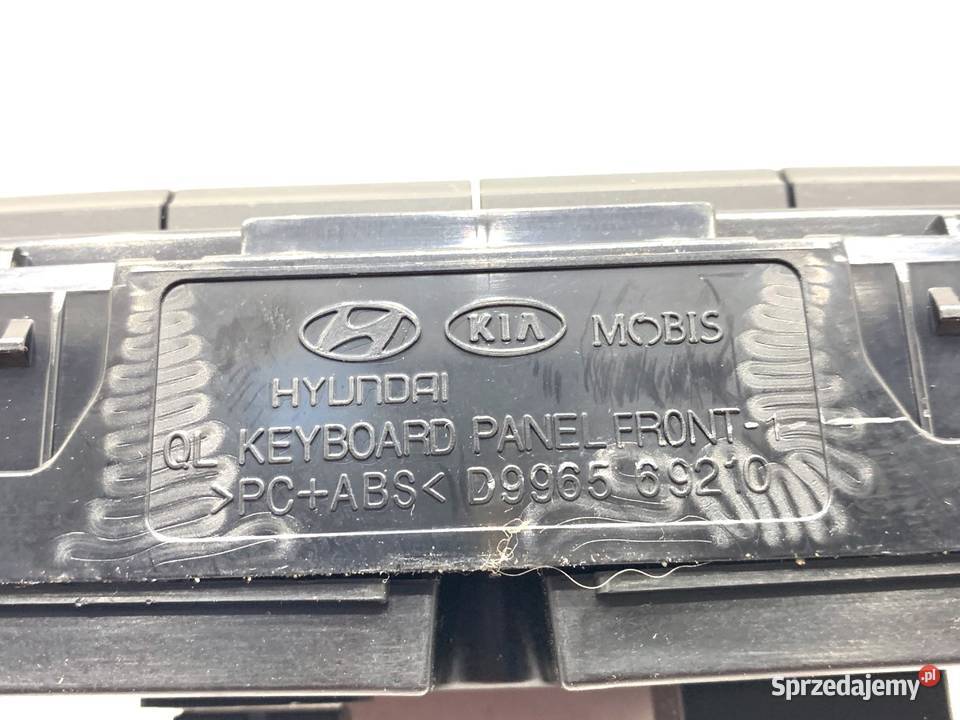 KIA MOBIS
HYUNDAI
QL KEYBOARD PANEL FRONT-1
>PC+ABS< D9965 69210
Sprzedajemy.pl